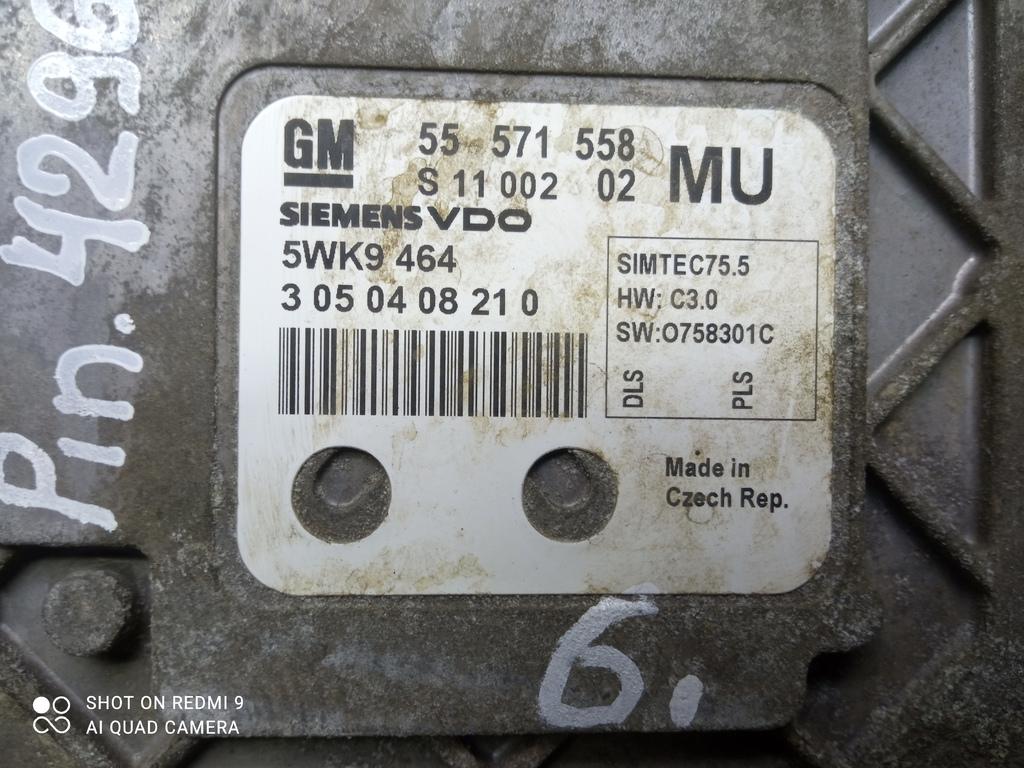 GM
55 571 558
S 11 002 02
MU
SIEMENS VDO
5WK9 464
3 05 04 08 21 0
SIMTEC75.5
HW: C3.0
SW:O758301C
DLS
PLS
Made in
Czech Rep.
Pin. 4296
6.
SHOT ON REDMI 9
AI QUAD CAMERA